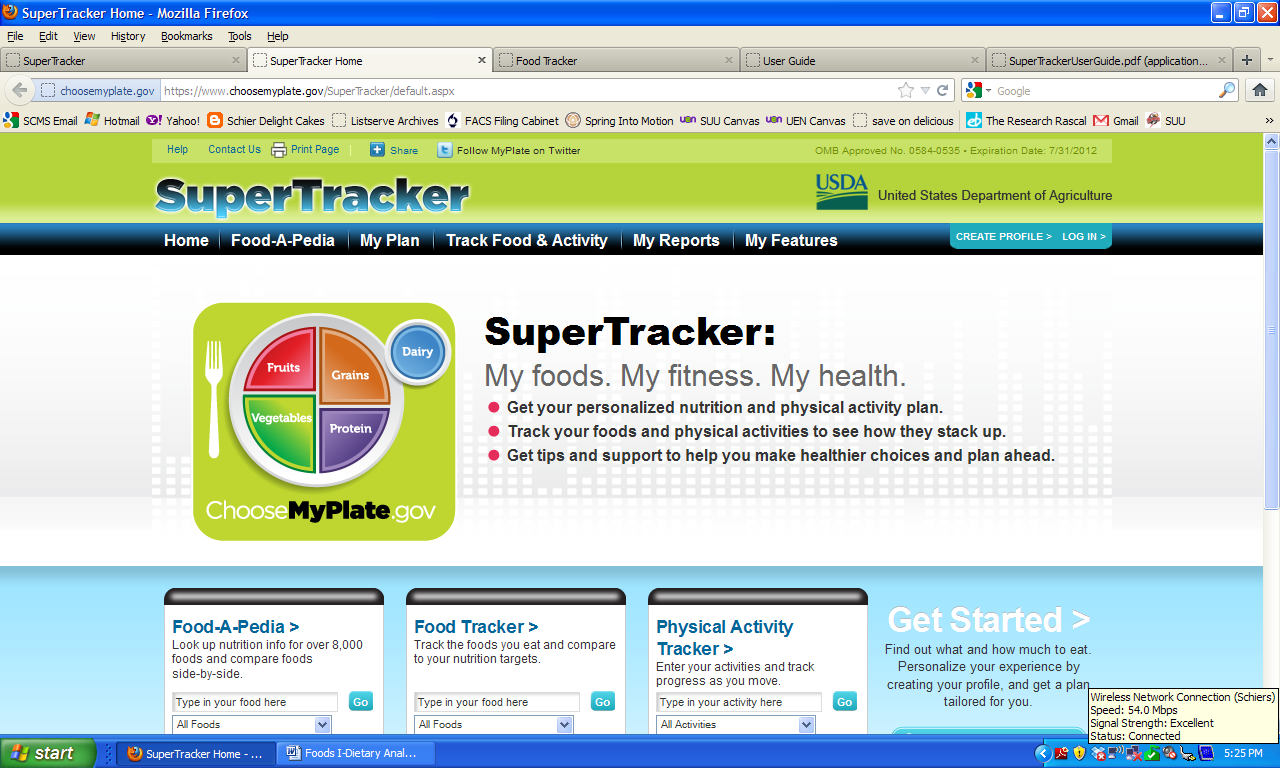 SuperTracker Home - Mozilla Firefox
File Edit View History Bookmarks Tools Help
SuperTracker SuperTracker Home Food Tracker User Guide SuperTrackerUserGuide.pdf (application...
choosemyplate.gov https://www.choosemyplate.gov/SuperTracker/default.aspx Google
SCMS Email Hotmail Yahoo! Schier Delight Cakes Listserve Archives FACS Filing Cabinet Spring Into Motion SUU Canvas UEN Canvas save on delicious The Research Rascal Gmail SUU
Help Contact Us Print Page Share Follow MyPlate on Twitter OMB Approved No. 0584-0535 • Expiration Date: 7/31/2012
SuperTracker USDA United States Department of Agriculture
Home Food-A-Pedia My Plan Track Food & Activity My Reports My Features CREATE PROFILE > LOG IN >
Fruits Grains Dairy
Vegetables Protein
ChooseMyPlate.gov
SuperTracker:
My foods. My fitness. My health.
Get your personalized nutrition and physical activity plan.
Track your foods and physical activities to see how they stack up.
Get tips and support to help you make healthier choices and plan ahead.
Food-A-Pedia >
Look up nutrition info for over 8,000
foods and compare foods
side-by-side.
Type in your food here Go
All Foods
Food Tracker >
Track the foods you eat and compare
to your nutrition targets.
Type in your food here Go
All Foods
Physical Activity
Tracker >
Enter your activities and track
progress as you move.
Type in your activity here Go
All Activities
Get Started >
Find out what and how much to eat.
Personalize your experience by
creating your profile, and get a plan
tailored for you.
Wireless Network Connection (Schiers)
Speed: 54.0 Mbps
Signal Strength: Excellent
Status: Connected
start SuperTracker Home - ... Foods I-Dietary Anal... 5:25 PM